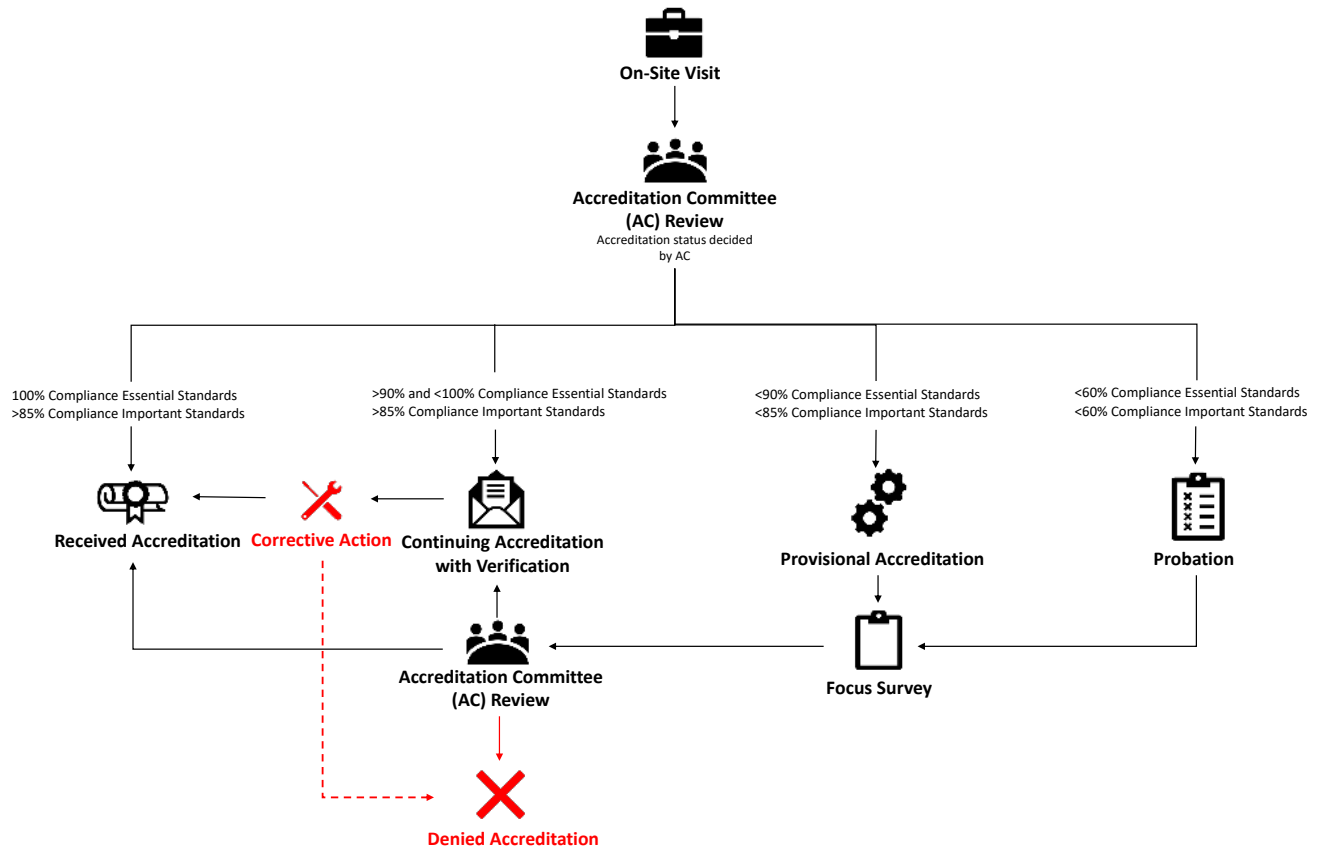 On-Site Visit
Accreditation Committee
(AC) Review
Accreditation status decided
by AC
100% Compliance Essential Standards
>85% Compliance Important Standards
>90% and <100% Compliance Essential Standards
>85% Compliance Important Standards
<90% Compliance Essential Standards
<85% Compliance Important Standards
<60% Compliance Essential Standards
<60% Compliance Important Standards
Received Accreditation
Corrective Action
Continuing Accreditation
with Verification
Provisional Accreditation
Probation
Accreditation Committee
(AC) Review
Focus Survey
Denied Accreditation